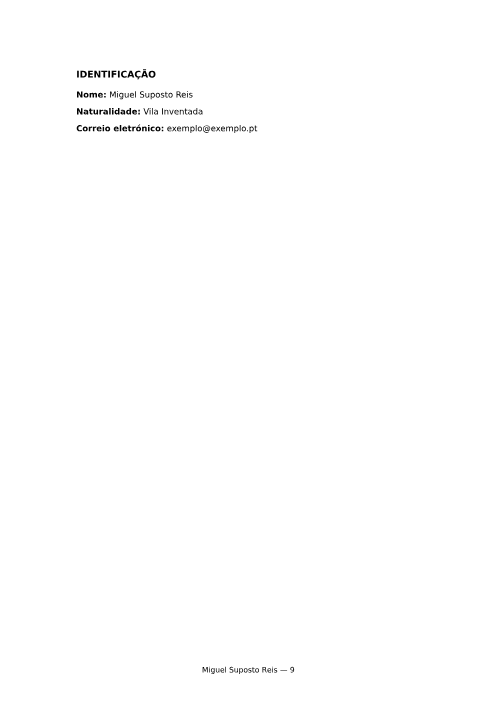 IDENTIFICAÇÃO
Nome: Miguel Suposto Reis
Naturalidade: Vila Inventada
Correio eletrónico: exemplo@exemplo.pt
Miguel Suposto Reis — 9